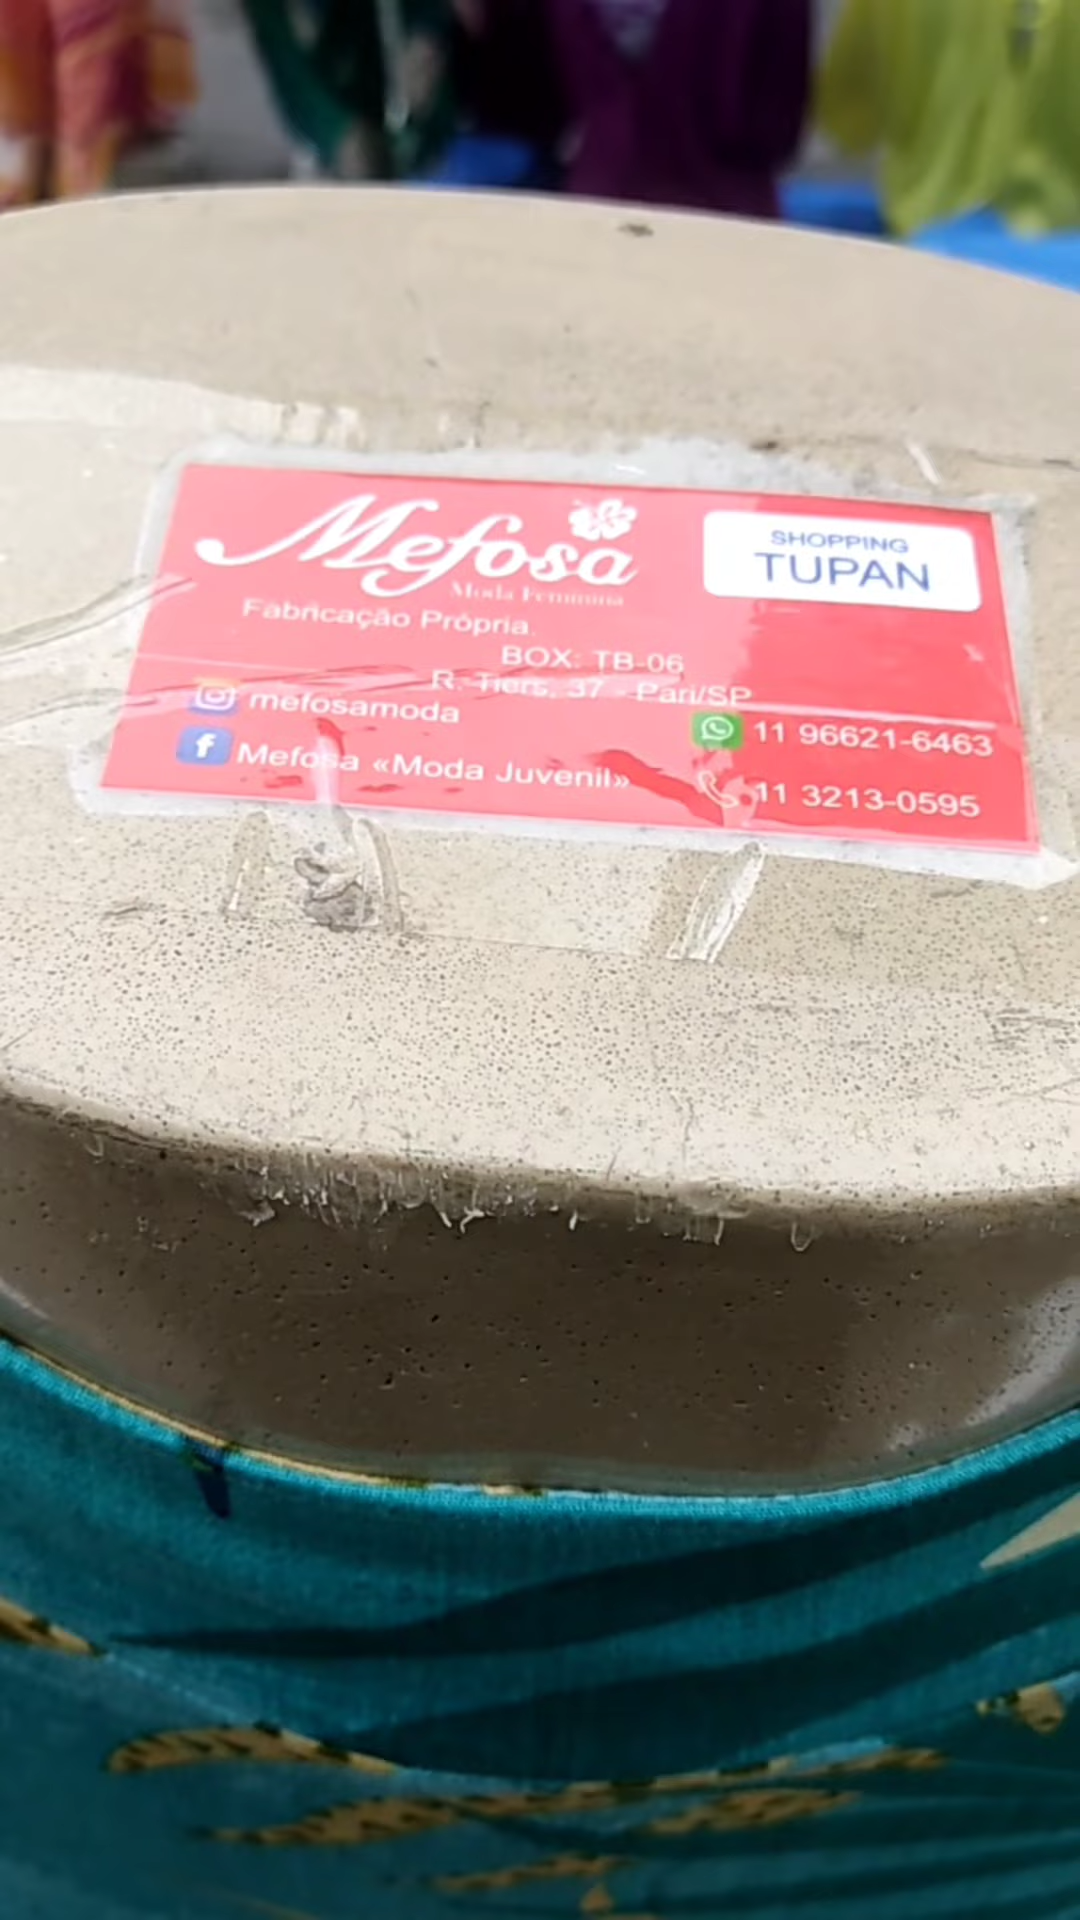 Mefosa
Moda Feminina
SHOPPING
TUPAN
Fabricação Própria.
BOX: TB-06
R. Tiers, 37 - Pari/SP
mefosamoda
11 96621-6463
Mefosa «Moda Juvenil»
11 3213-0595